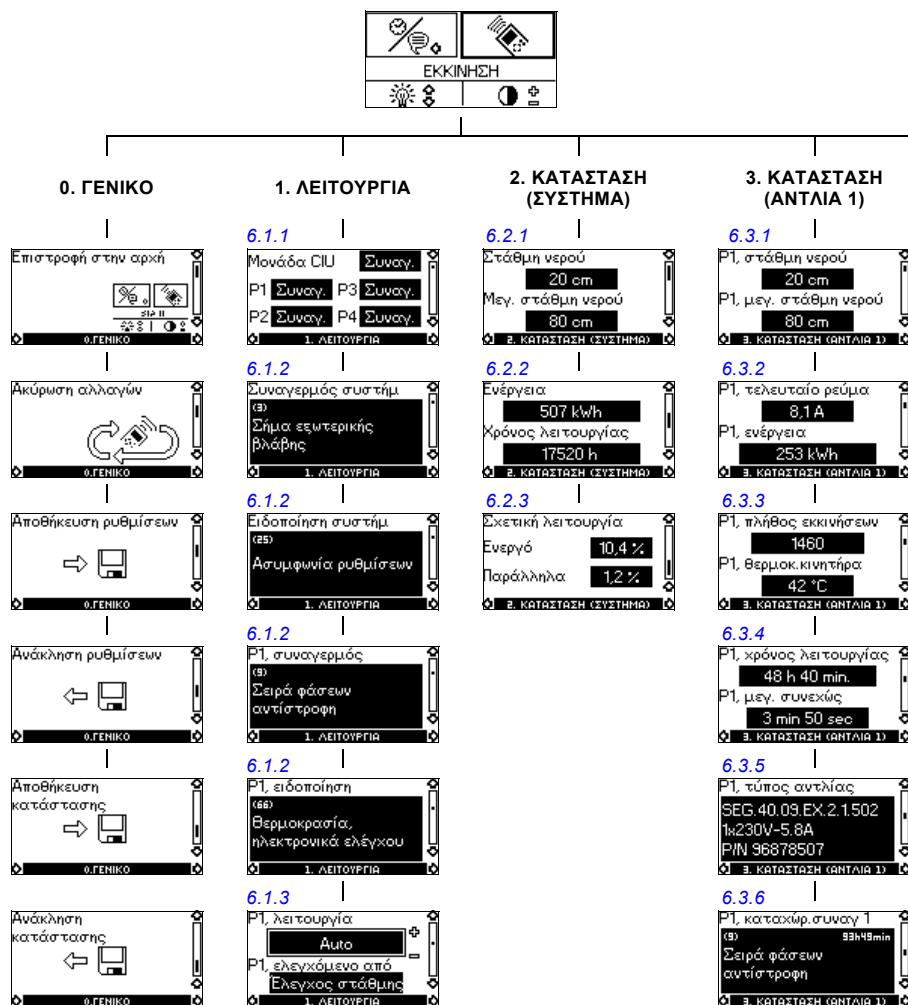 ΕΚΚΙΝΗΣΗ
0. ΓΕΝΙΚΟ
Επιστροφή στην αρχή
0.ΓΕΝΙΚΟ
Ακύρωση αλλαγών
0.ΓΕΝΙΚΟ
Αποθήκευση ρυθμίσεων
0.ΓΕΝΙΚΟ
Ανάκληση ρυθμίσεων
0.ΓΕΝΙΚΟ
Αποθήκευση
κατάστασης
0.ΓΕΝΙΚΟ
Ανάκληση
κατάστασης
0.ΓΕΝΙΚΟ
1. ΛΕΙΤΟΥΡΓΙΑ
6.1.1
Μονάδα CIU Συναγ.
P1 Συναγ. P3 Συναγ.
P2 Συναγ. P4 Συναγ.
1. ΛΕΙΤΟΥΡΓΙΑ
6.1.2
Συναγερμός συστήμ
(3)
Σήμα εξωτερικής
βλάβης
1. ΛΕΙΤΟΥΡΓΙΑ
6.1.2
Ειδοποίηση συστήμ
(25)
Ασυμφωνία ρυθμίσεων
1. ΛΕΙΤΟΥΡΓΙΑ
6.1.2
P1, συναγερμός
(9)
Σειρά φάσεων
αντίστροφη
1. ΛΕΙΤΟΥΡΓΙΑ
6.1.2
P1, ειδοποίηση
(66)
Θερμοκρασία,
ηλεκτρονικά ελέγχου
1. ΛΕΙΤΟΥΡΓΙΑ
6.1.3
P1, λειτουργία
Auto
P1, ελεγχόμενο από
Έλεγχος στάθμης
1. ΛΕΙΤΟΥΡΓΙΑ
2. ΚΑΤΑΣΤΑΣΗ
(ΣΥΣΤΗΜΑ)
6.2.1
Στάθμη νερού
20 cm
Μεγ. στάθμη νερού
80 cm
2. ΚΑΤΑΣΤΑΣΗ (ΣΥΣΤΗΜΑ)
6.2.2
Ενέργεια
507 kWh
Χρόνος λειτουργίας
17520 h
2. ΚΑΤΑΣΤΑΣΗ (ΣΥΣΤΗΜΑ)
6.2.3
Σχετική λειτουργία
Ενεργό 10,4 %
Παράλληλα 1,2 %
2. ΚΑΤΑΣΤΑΣΗ (ΣΥΣΤΗΜΑ)
3. ΚΑΤΑΣΤΑΣΗ
(ΑΝΤΛΙΑ 1)
6.3.1
P1, στάθμη νερού
20 cm
P1, μεγ. στάθμη νερού
80 cm
3. ΚΑΤΑΣΤΑΣΗ (ΑΝΤΛΙΑ 1)
6.3.2
P1, τελευταίο ρεύμα
8,1 A
P1, ενέργεια
253 kWh
3. ΚΑΤΑΣΤΑΣΗ (ΑΝΤΛΙΑ 1)
6.3.3
P1, πλήθος εκκινήσεων
1460
P1, θερμοκ.κινητήρα
42 °C
3. ΚΑΤΑΣΤΑΣΗ (ΑΝΤΛΙΑ 1)
6.3.4
P1, χρόνος λειτουργίας
48 h 40 min.
P1, μεγ. συνεχώς
3 min 50 sec
3. ΚΑΤΑΣΤΑΣΗ (ΑΝΤΛΙΑ 1)
6.3.5
P1, τύπος αντλίας
SEG.40.09.EX.2.1.502
1x230V-5.8A
P/N 96878507
3. ΚΑΤΑΣΤΑΣΗ (ΑΝΤΛΙΑ 1)
6.3.6
P1, καταχώρ.συναγ 1
(9) 93h49min
Σειρά φάσεων
αντίστροφη
3. ΚΑΤΑΣΤΑΣΗ (ΑΝΤΛΙΑ 1)